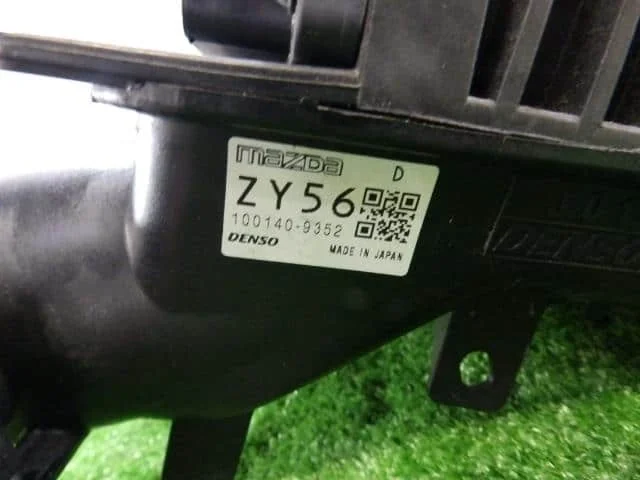 mazda D
ZY56
100140-9352
DENSO MADE IN JAPAN